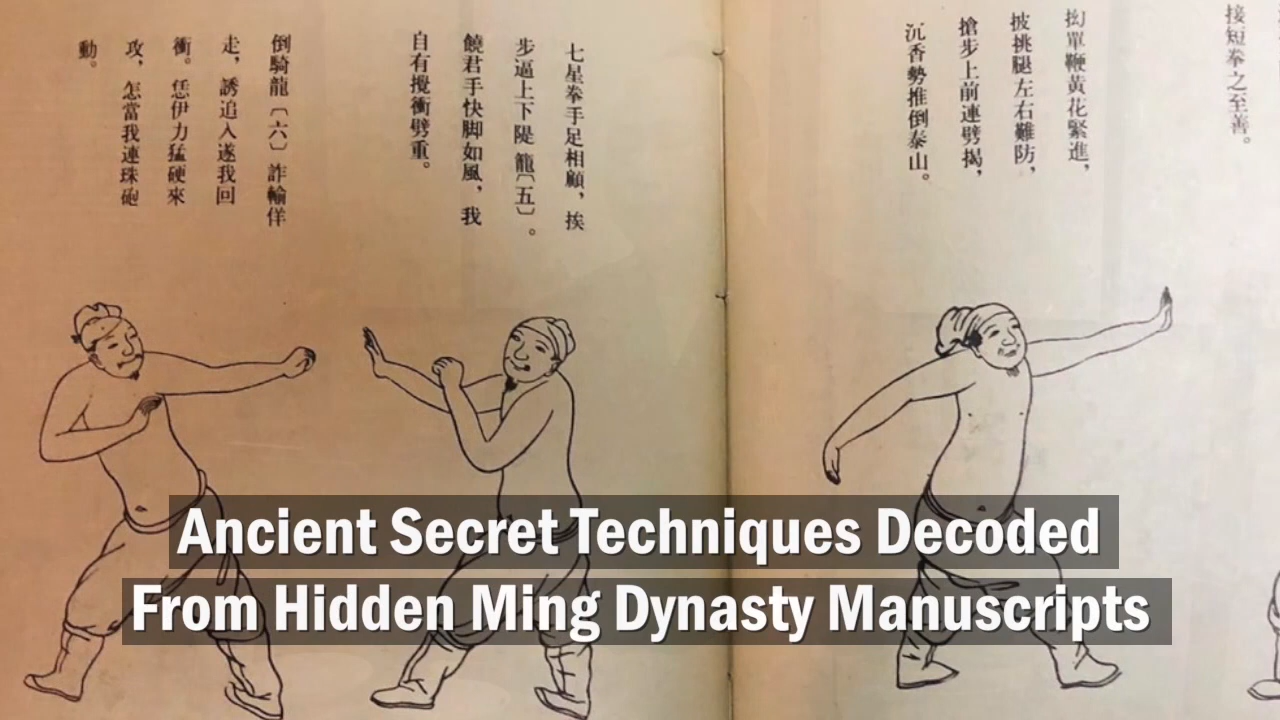 接短拳之至善。
拗單鞭黃花緊進，
披挑腿左右難防，
搶步上前連劈揭，
沉香勢推倒泰山。
七星拳手足相顧，挨
步逼上下隄 龍〔五〕。
饒君手快脚如風，我
自有攪衝劈重。
倒騎龍〔六〕 詐輸佯
走，誘追入遂我回
衝。恁伊力猛硬來
攻，怎當我連珠砲
動。
Ancient Secret Techniques Decoded
From Hidden Ming Dynasty Manuscripts